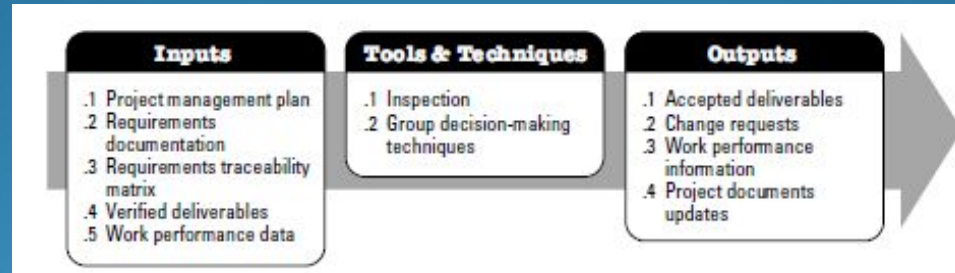 Inputs
.1 Project management plan
.2 Requirements
documentation
.3 Requirements traceability
matrix
.4 Verified deliverables
.5 Work performance data
Tools & Techniques
.1 Inspection
.2 Group decision-making
techniques
Outputs
.1 Accepted deliverables
.2 Change requests
.3 Work performance
information
.4 Project documents
updates